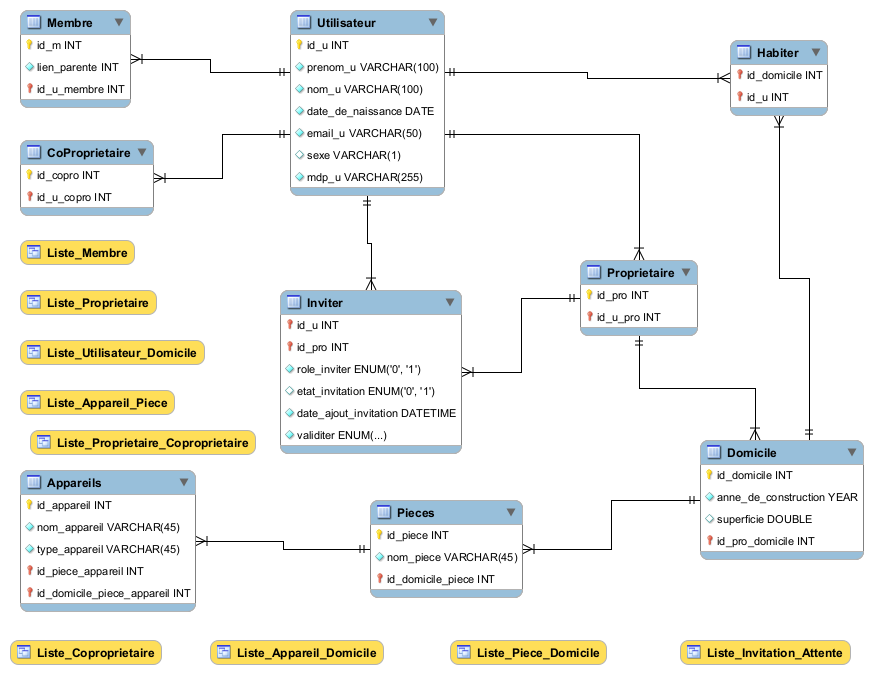 Membre
id_m INT
lien_parente INT
id_u_membre INT
Utilisateur
id_u INT
prenom_u VARCHAR(100)
nom_u VARCHAR(100)
date_de_naissance DATE
email_u VARCHAR(50)
sexe VARCHAR(1)
mdp_u VARCHAR(255)
Habiter
id_domicile INT
id_u INT
CoProprietaire
id_copro INT
id_u_copro INT
Liste_Membre
Liste_Proprietaire
Liste_Utilisateur_Domicile
Liste_Appareil_Piece
Liste_Proprietaire_Coproprietaire
Inviter
id_u INT
id_pro INT
role_inviter ENUM('0', '1')
etat_invitation ENUM('0', '1')
date_ajout_invitation DATETIME
validiter ENUM(...)
Proprietaire
id_pro INT
id_u_pro INT
Domicile
id_domicile INT
anne_de_construction YEAR
superficie DOUBLE
id_pro_domicile INT
Appareils
id_appareil INT
nom_appareil VARCHAR(45)
type_appareil VARCHAR(45)
id_piece_appareil INT
id_domicile_piece_appareil INT
Pieces
id_piece INT
nom_piece VARCHAR(45)
id_domicile_piece INT
Liste_Coproprietaire
Liste_Appareil_Domicile
Liste_Piece_Domicile
Liste_Invitation_Attente